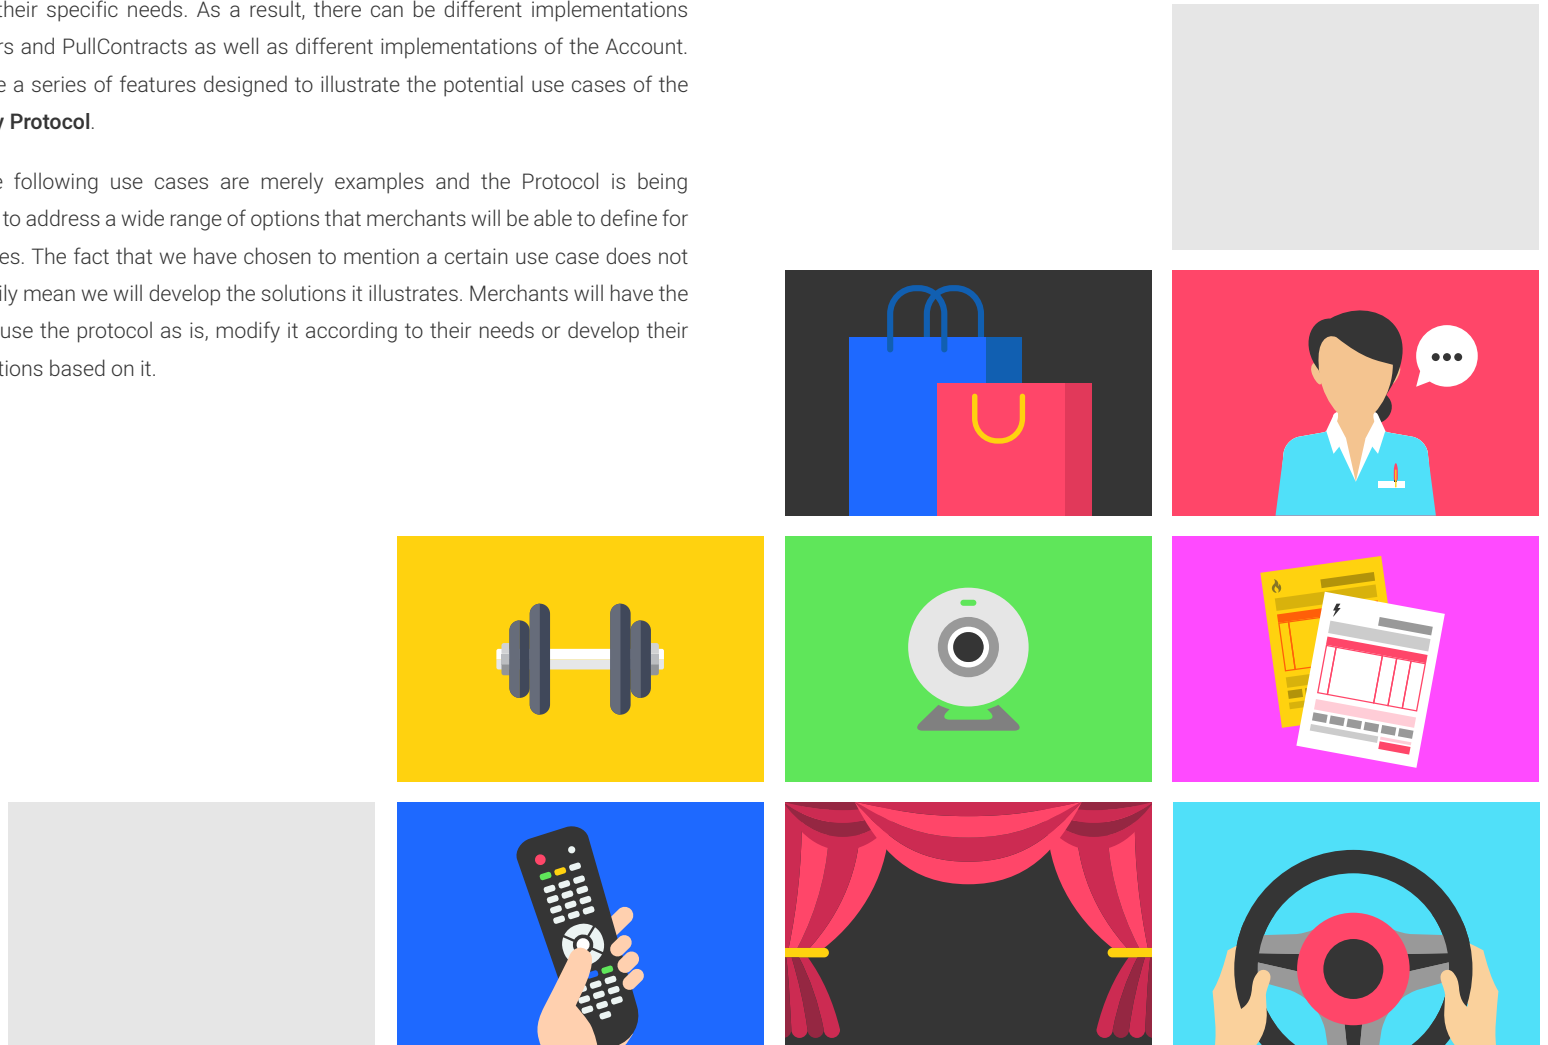 their specific needs. As a result, there can be different implementations
and PullContracts as well as different implementations of the Account.
a series of features designed to illustrate the potential use cases of the
Protocol.
following use cases are merely examples and the Protocol is being
to address a wide range of options that merchants will be able to define for
The fact that we have chosen to mention a certain use case does not
mean we will develop the solutions it illustrates. Merchants will have the
use the protocol as is, modify it according to their needs or develop their
based on it.